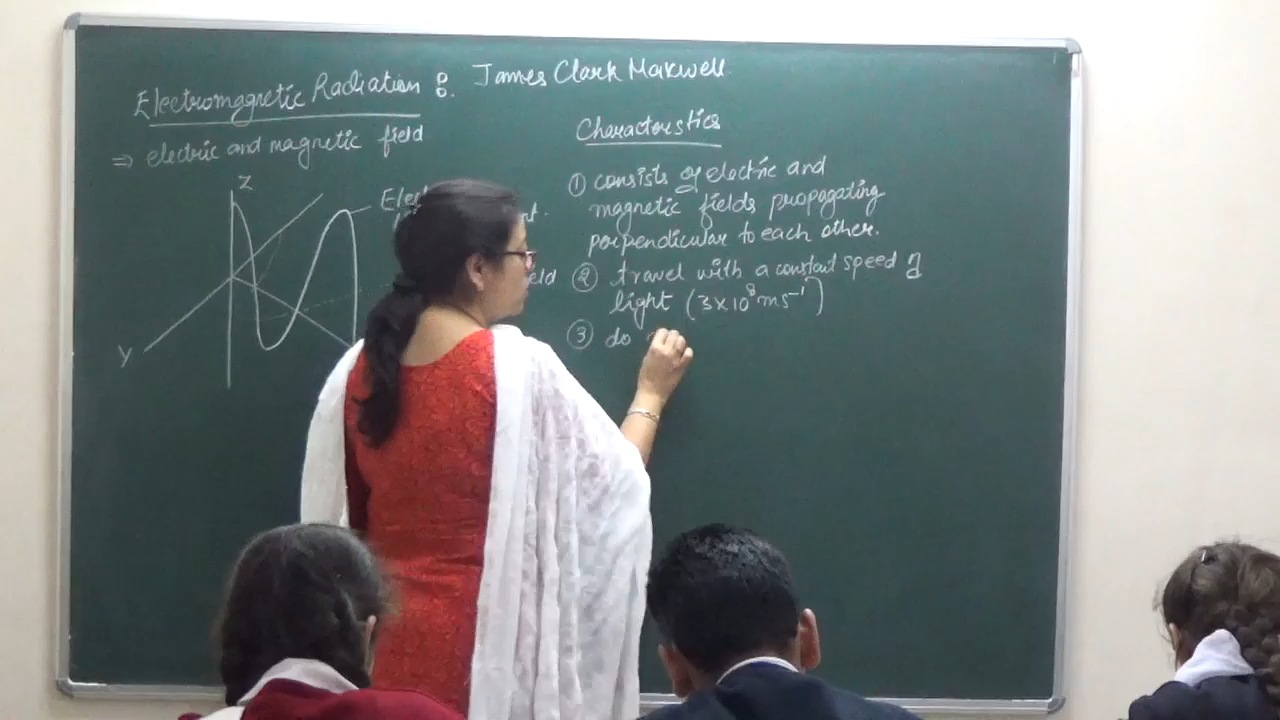 Electromagnetic Radiation : James Clark Maxwell
⇒ electric and magnetic field
Z
Y
Characterstics
① consists of electric and
magnetic fields propagating
perpendicular to each other.
② travel with a constant speed of
light (3×10⁸ ms⁻¹)
③ do